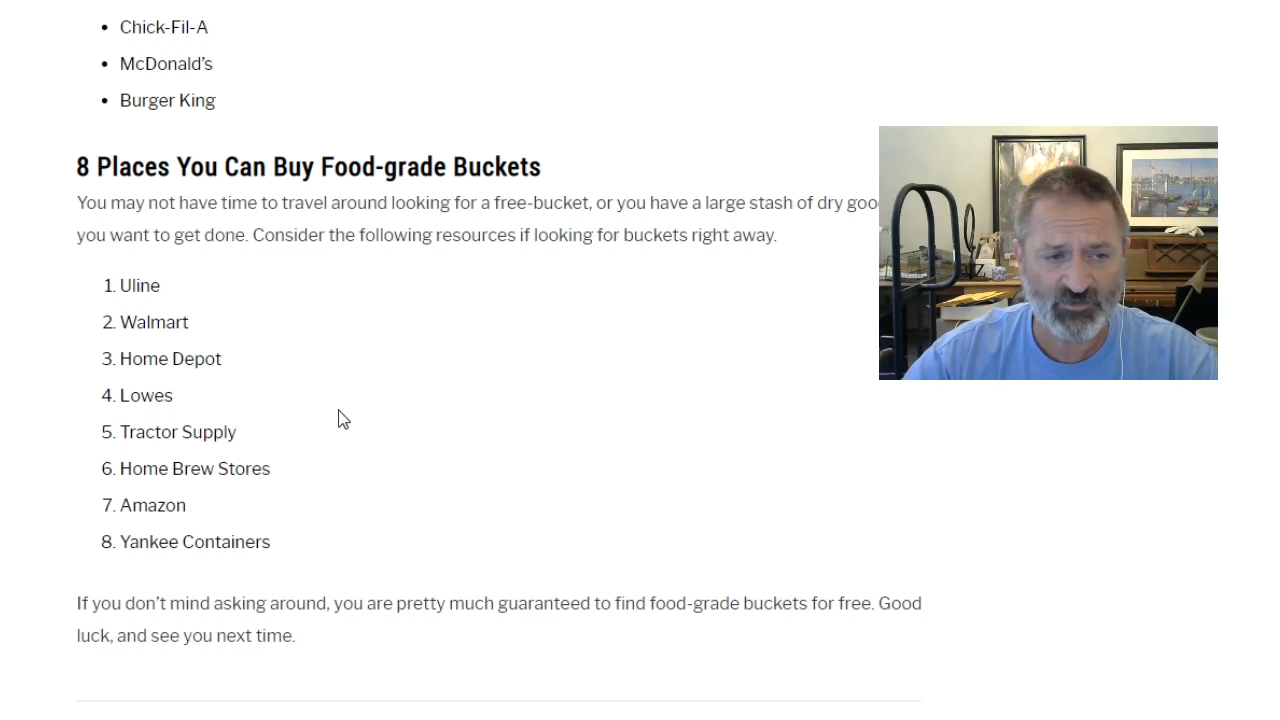 Chick-Fil-A
McDonald's
Burger King
8 Places You Can Buy Food-grade Buckets
You may not have time to travel around looking for a free-bucket, or you have a large stash of dry
you want to get done. Consider the following resources if looking for buckets right away.
1. Uline
2. Walmart
3. Home Depot
4. Lowes
5. Tractor Supply
6. Home Brew Stores
7. Amazon
8. Yankee Containers
If you don't mind asking around, you are pretty much guaranteed to find food-grade buckets for free. Good
luck, and see you next time.